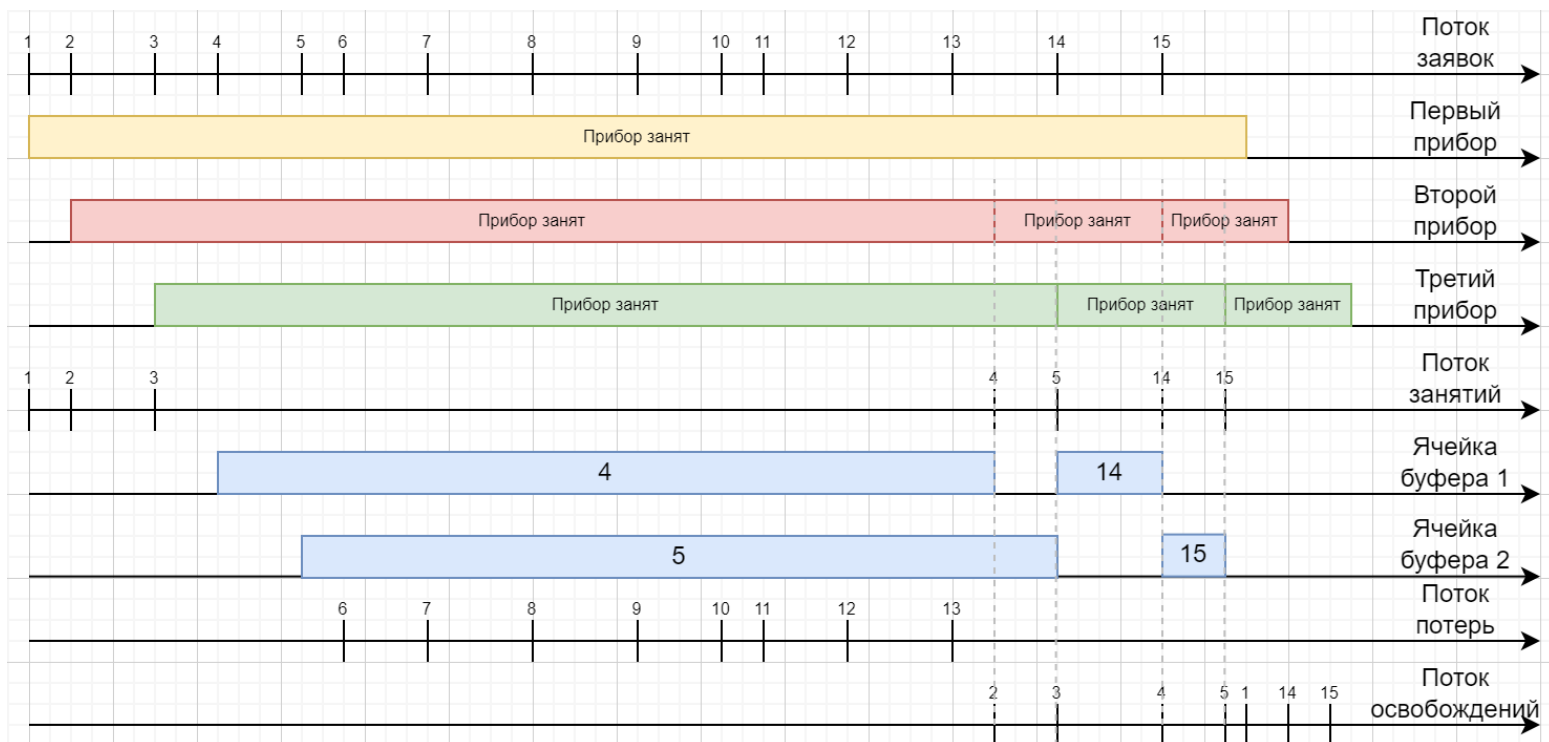 1 2 3 4 5 6 7 8 9 10 11 12 13 14 15
Поток
заявок
Прибор занят
Первый
прибор
Прибор занят Прибор занят Прибор занят
Второй
прибор
Прибор занят Прибор занят Прибор занят
Третий
прибор
1 2 3 4 5 14 15
Поток
занятий
4 14
Ячейка
буфера 1
5 15
Ячейка
буфера 2
6 7 8 9 10 11 12 13
Поток
потерь
2 3 4 5 1 14 15
Поток
освобождений